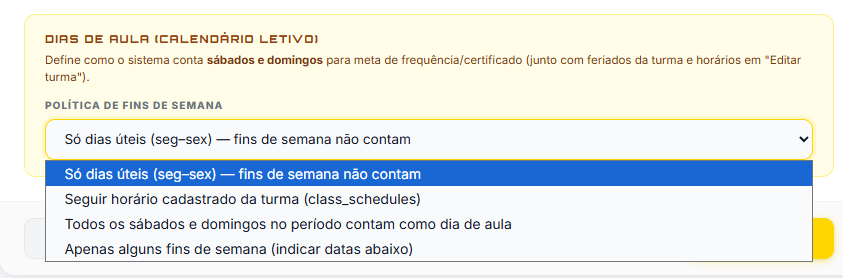 DIAS DE AULA (CALENDÁRIO LETIVO)
Define como o sistema conta sábados e domingos para meta de frequência/certificado (junto com feriados da turma e horários em "Editar
turma").
POLÍTICA DE FINS DE SEMANA
Só dias úteis (seg–sex) — fins de semana não contam
Só dias úteis (seg–sex) — fins de semana não contam
Seguir horário cadastrado da turma (class_schedules)
Todos os sábados e domingos no período contam como dia de aula
Apenas alguns fins de semana (indicar datas abaixo)